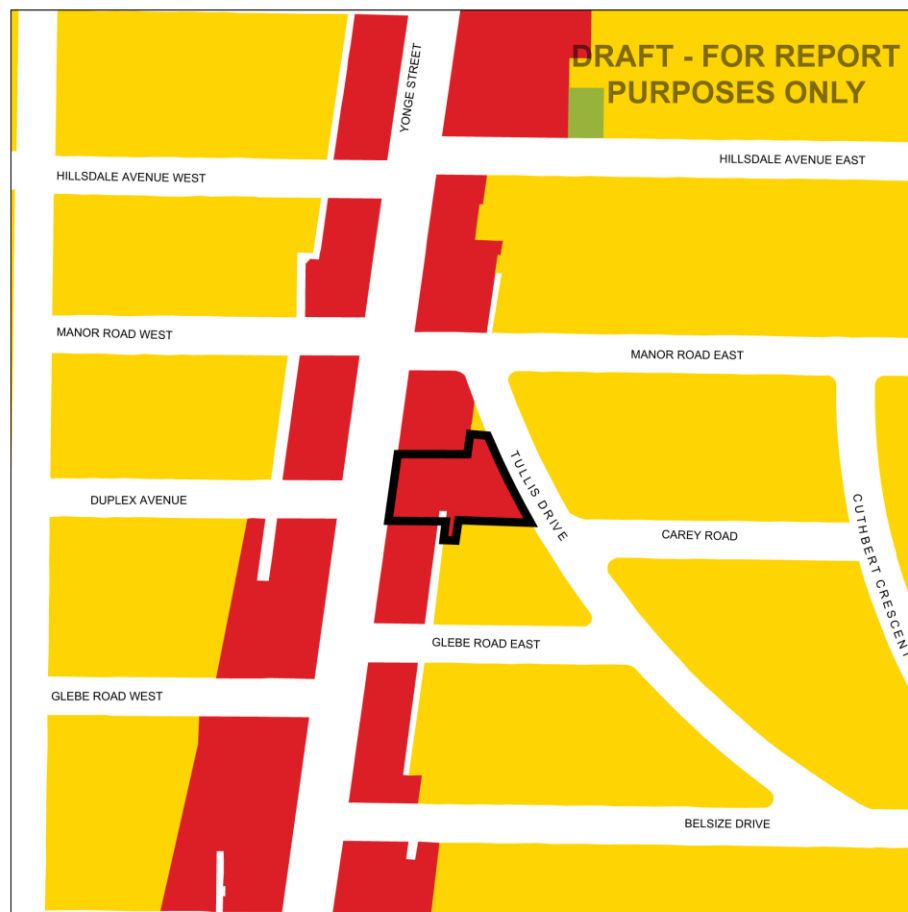 DRAFT - FOR REPORT
PURPOSES ONLY
YONGE STREET
HILLSDALE AVENUE EAST
HILLSDALE AVENUE WEST
MANOR ROAD WEST
MANOR ROAD EAST
TULLIS DRIVE
DUPLEX AVENUE
CAREY ROAD
CUTHBERT CRESCENT
GLEBE ROAD EAST
GLEBE ROAD WEST
BELSIZE DRIVE